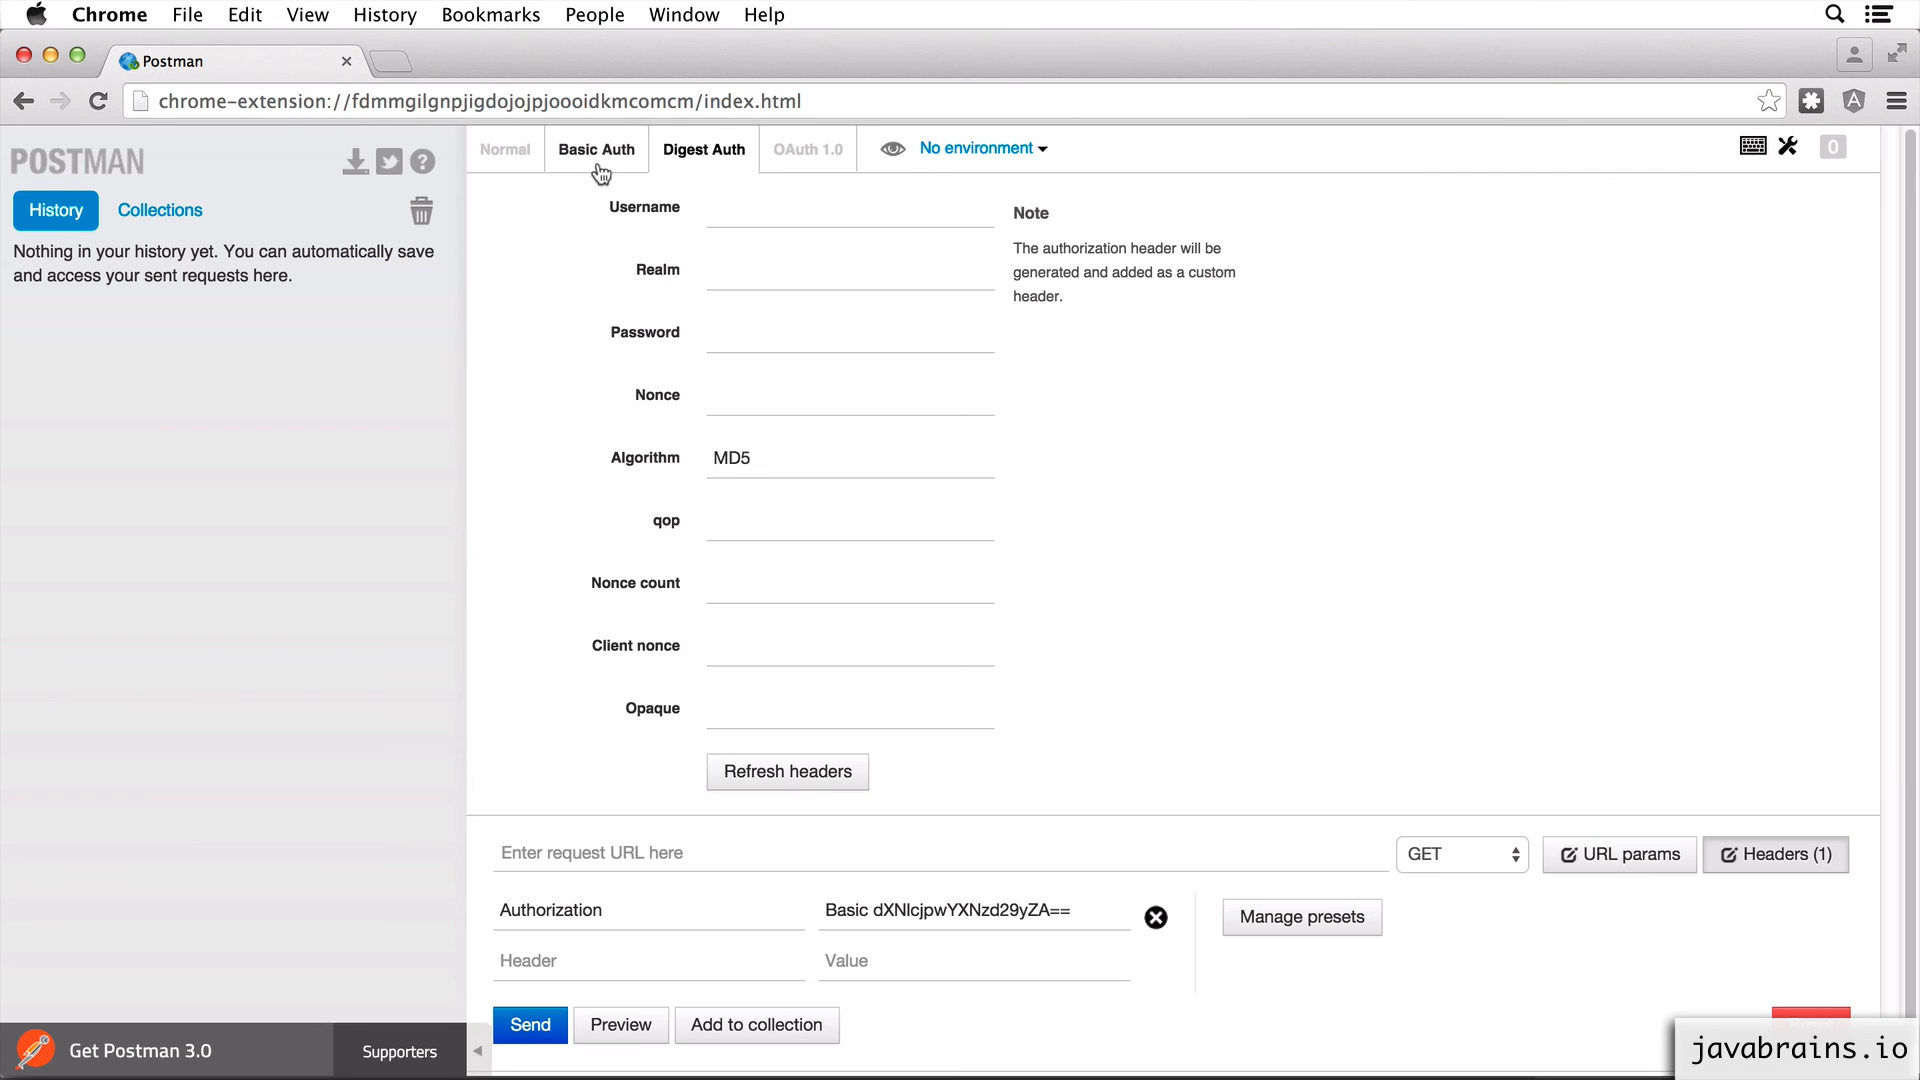 Chrome File Edit View History Bookmarks People Window Help
Postman
chrome-extension://fdmmgilgnpjigdojojpjoooidkmcomcm/index.html
POSTMAN
History Collections
Nothing in your history yet. You can automatically save
and access your sent requests here.
Normal Basic Auth Digest Auth OAuth 1.0 No environment 0
Username
Realm
Password
Nonce
Algorithm MD5
qop
Nonce count
Client nonce
Opaque
Refresh headers
Note
The authorization header will be
generated and added as a custom
header.
Enter request URL here GET URL params Headers (1)
Authorization Basic dXNlcjpwYXNzd29yZA== Manage presets
Header Value
Send Preview Add to collection
Get Postman 3.0 Supporters
javabrains.io